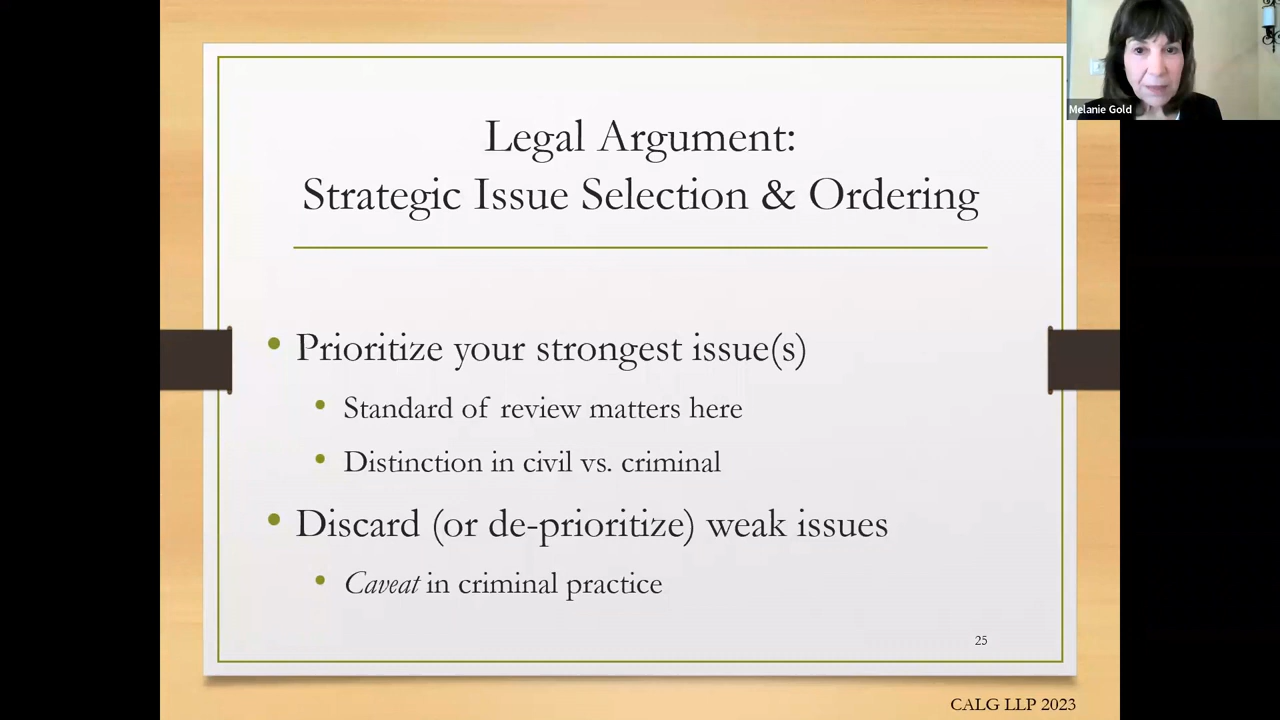 Melanie Gold
Legal Argument:
Strategic Issue Selection & Ordering
• Prioritize your strongest issue(s)
• Standard of review matters here
• Distinction in civil vs. criminal
• Discard (or de-prioritize) weak issues
• Caveat in criminal practice
25
CALG LLP 2023